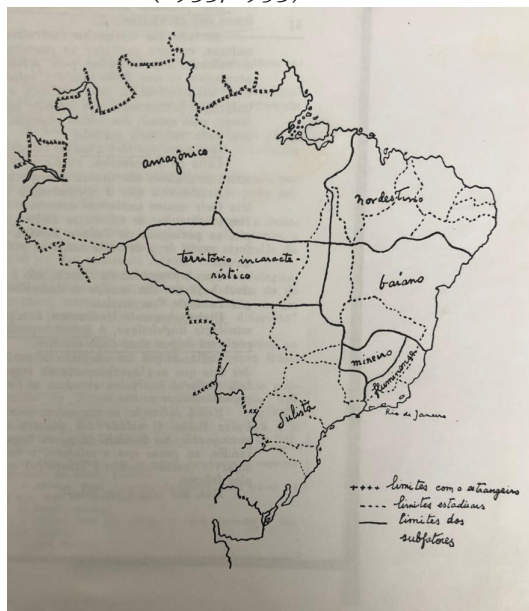 amazônico
nordestino
território incaracte-
rístico
baiano
mineiro
fluminense
Rio de Janeiro
Sulista
++++ limites com o estrangeiro
---- limites estaduais
—— limites dos
subfalares